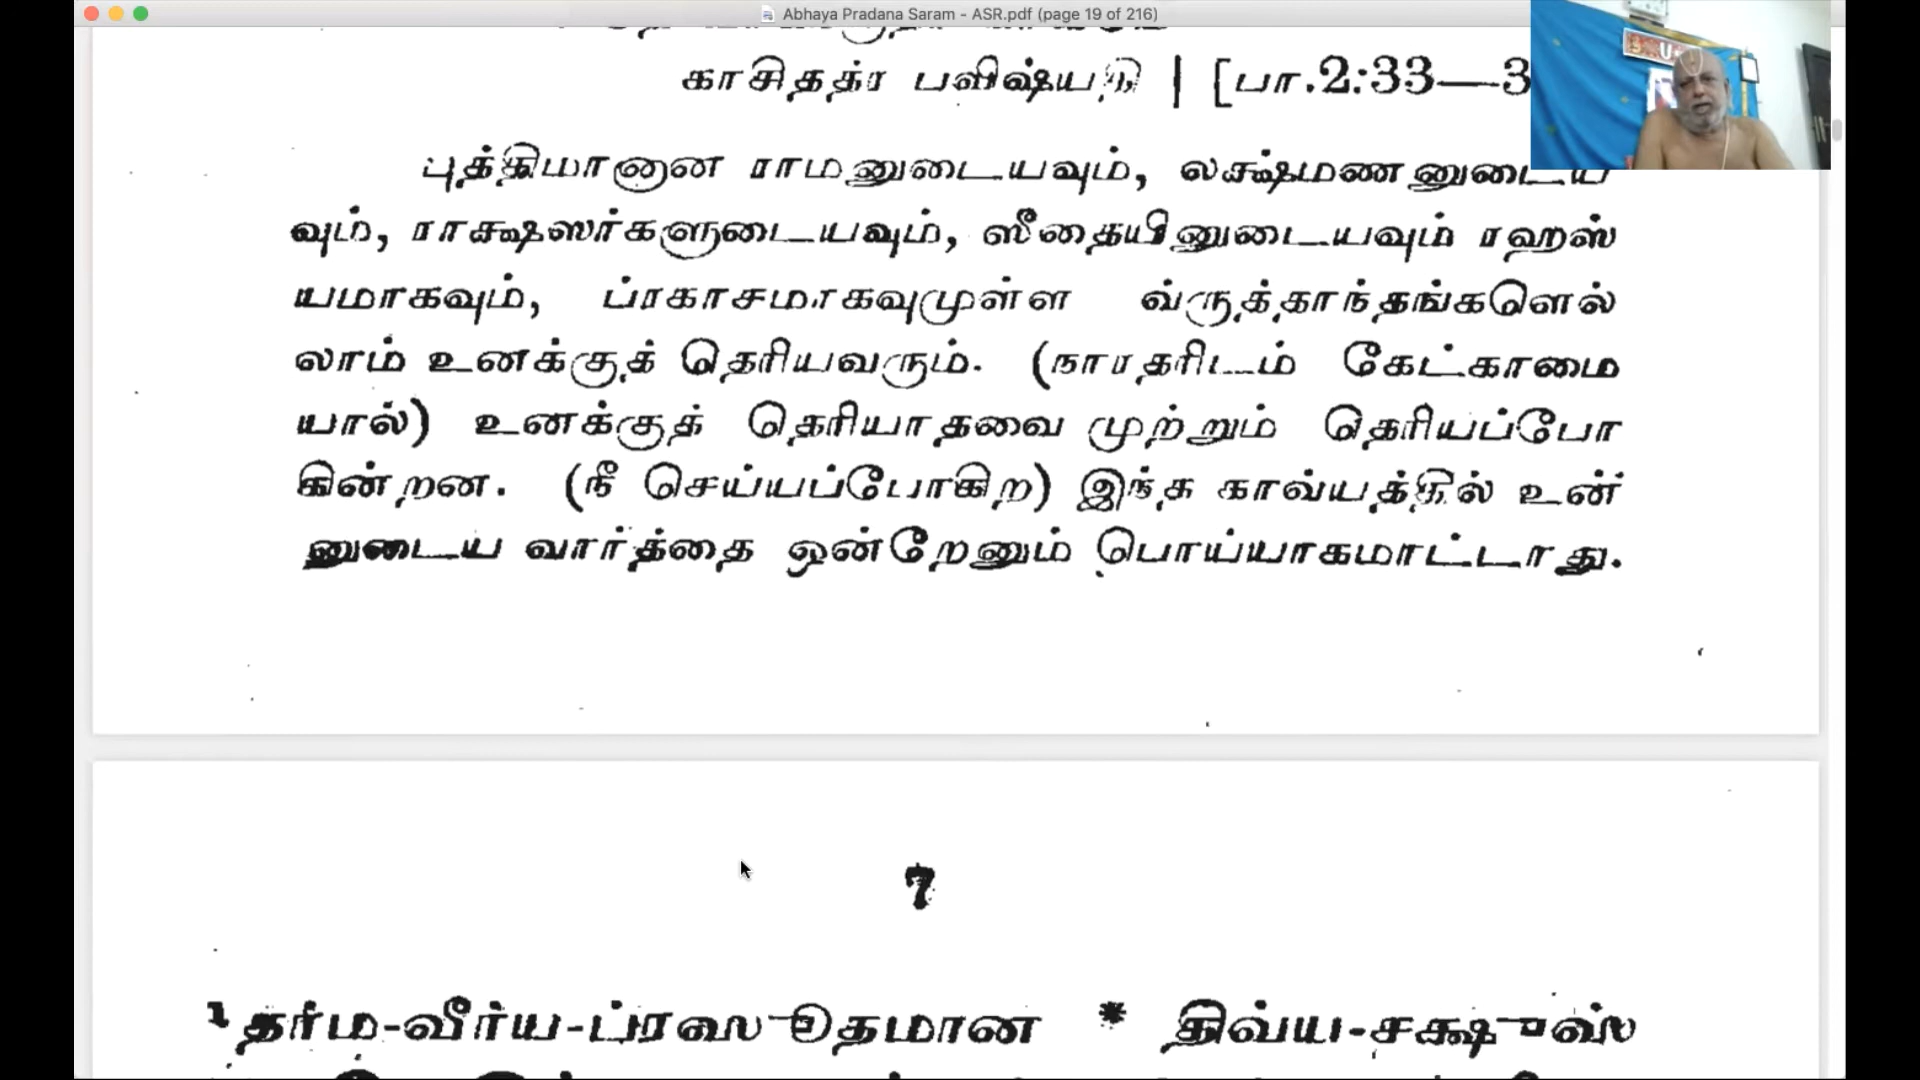 Abhaya Pradana Saram - ASR.pdf (page 19 of 216)
காசிதத்ர பவிஷ்யதி | [பா.2:33—3
புத்திமானான ராமனுடையவும், லக்ஷ்மணனுடைய
வும், ராக்ஷஸர்களுடையவும், ஸீதையினுடையவும் ரஹஸ்
யமாகவும், ப்ரகாசமாகவுமுள்ள வ்ருத்தாந்தங்களெல்
லாம் உனக்குத் தெரியவரும். (நாரதரிடம் கேட்காமை
யால்) உனக்குத் தெரியாதவை முற்றும் தெரியப்போ
கின்றன. (நீ செய்யப்போகிற) இந்த காவ்யத்தில் உன்
னுடைய வார்த்தை ஒன்றேனும் பொய்யாகமாட்டாது.
7
¹தர்ம-வீர்ய-ப்ரஸூதமான * திவ்ய-சக்ஷுஸ்